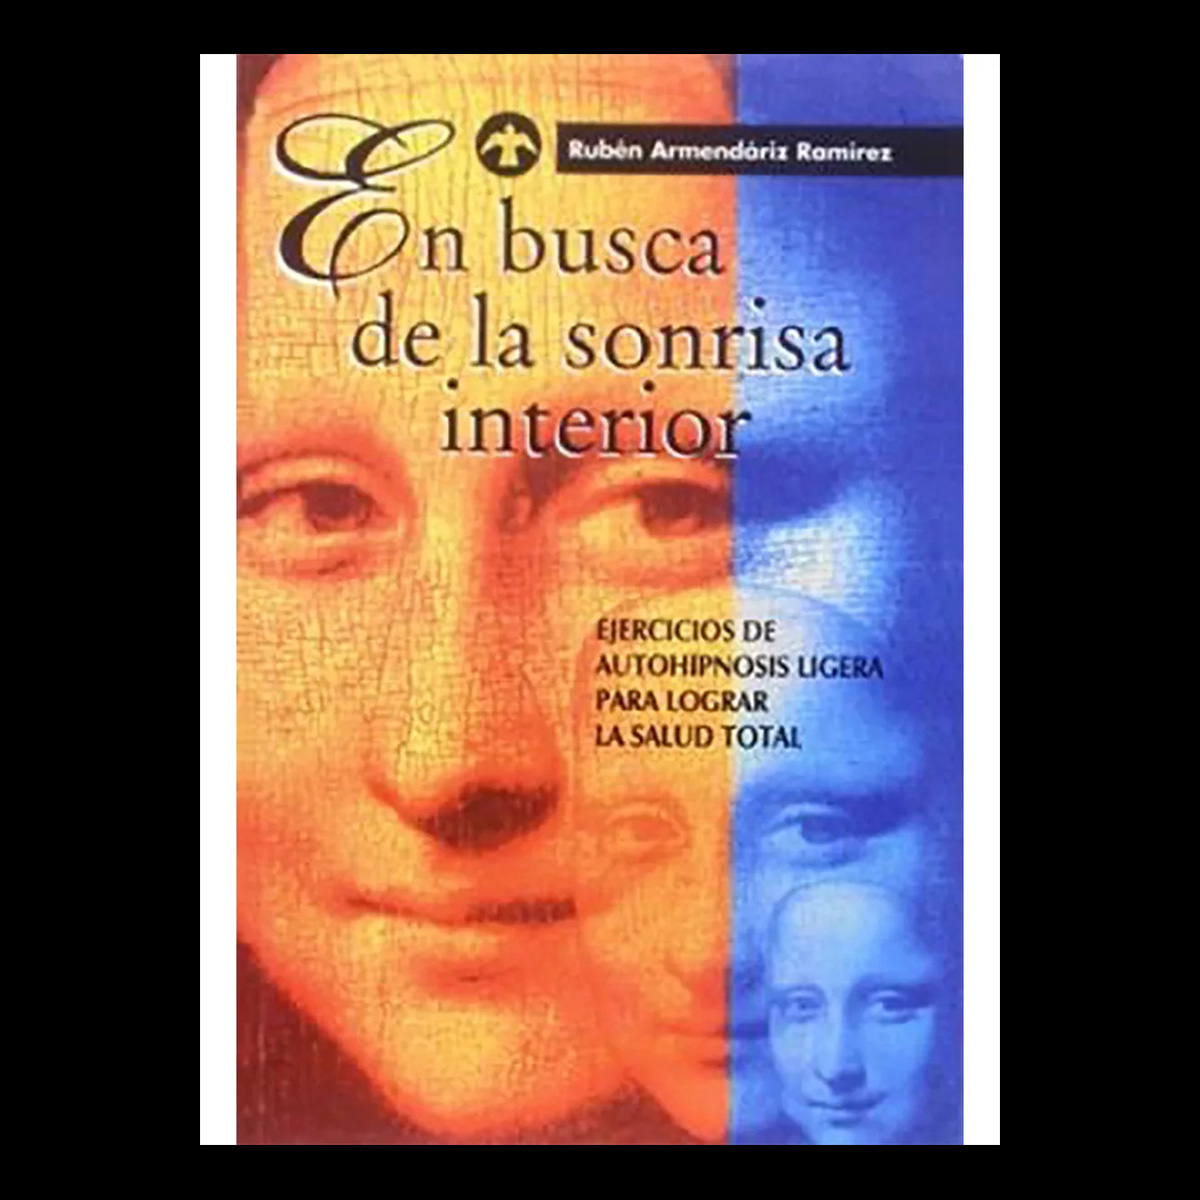 Rubén Armendáriz Ramírez
En busca
de la sonrisa
interior
EJERCICIOS DE
AUTOHIPNOSIS LIGERA
PARA LOGRAR
LA SALUD TOTAL